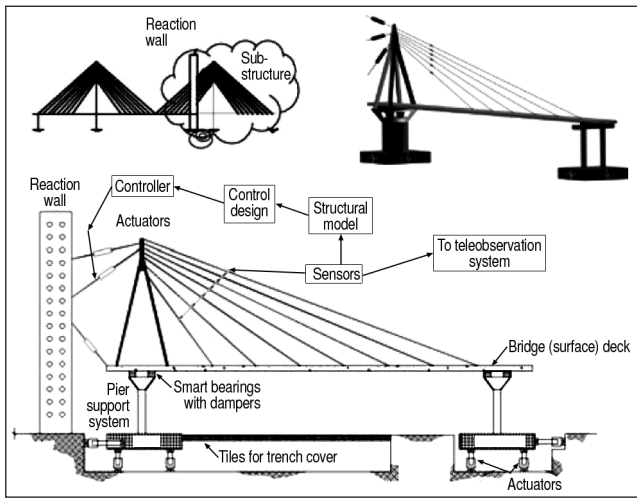 Reaction
wall
Sub-
structure
Reaction
wall
Controller
Control
design
Structural
model
Actuators
Sensors
To teleobservation
system
Bridge (surface) deck
Smart bearings
with dampers
Pier
support
system
Tiles for trench cover
Actuators